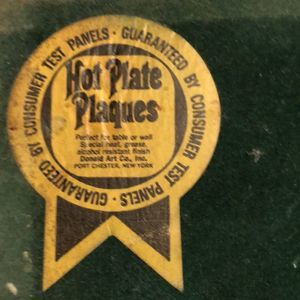 GUARANTEED BY CONSUMER TEST PANELS · GUARANTEED BY CONSUMER TEST PANELS ·
Hot Plate
Plaques
Perfect for table or wall
Special heat, grease,
alcohol resistant finish
Donald Art Co., Inc.
PORT CHESTER, NEW YORK